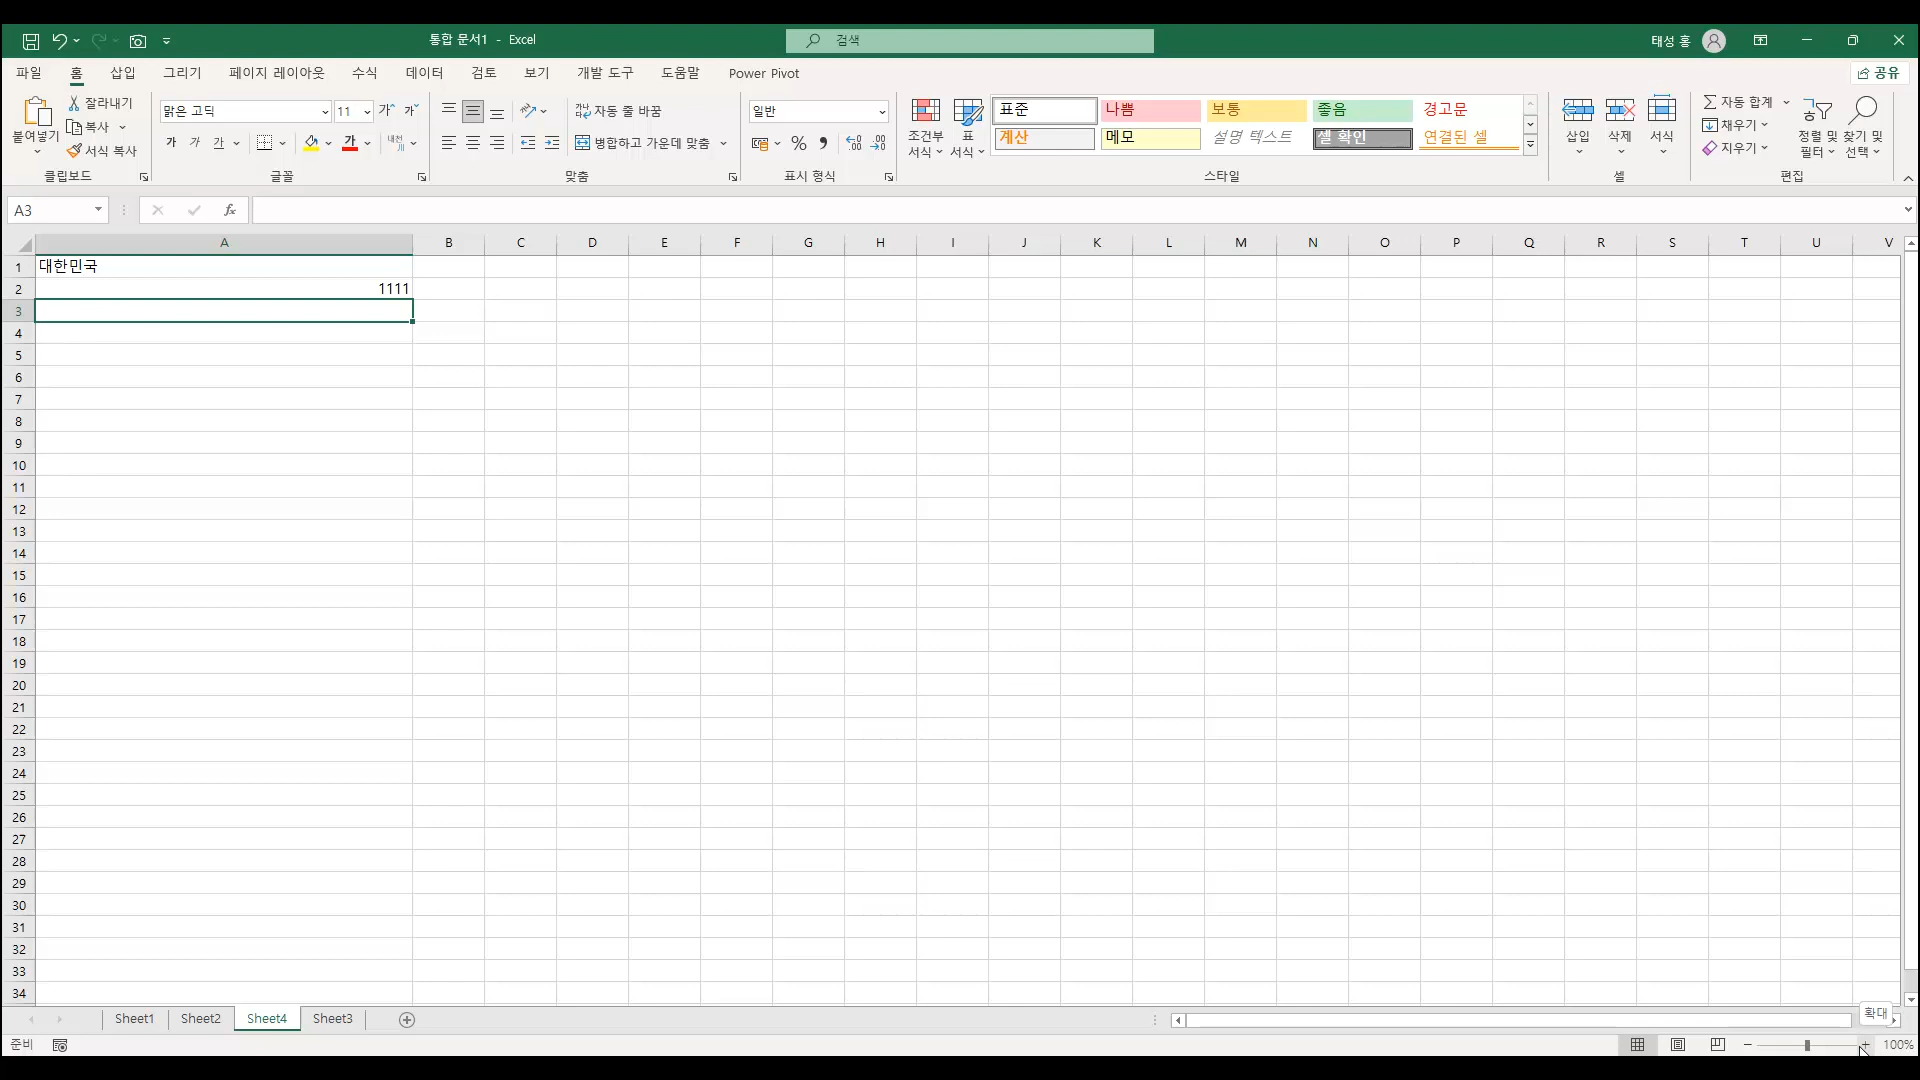 통합 문서1 - Excel
검색
태성 홍
파일 홈 삽입 그리기 페이지 레이아웃 수식 데이터 검토 보기 개발 도구 도움말 Power Pivot
공유
붙여넣기
잘라내기
복사
서식 복사
클립보드
맑은 고딕 11 가 가
가 가 가 가
글꼴
자동 줄 바꿈
병합하고 가운데 맞춤
맞춤
일반
%
표시 형식
조건부 서식
표 서식
표준 나쁨 보통 좋음 경고문
계산 메모 설명 텍스트 셀 확인 연결된 셀
스타일
삽입 삭제 서식
셀
자동 합계
채우기
지우기
정렬 및 필터
찾기 및 선택
편집
A3
fx
A B C D E F G H I J K L M N O P Q R S T U V
1 대한민국
2 1111
3
4
5
6
7
8
9
10
11
12
13
14
15
16
17
18
19
20
21
22
23
24
25
26
27
28
29
30
31
32
33
34
Sheet1 Sheet2 Sheet4 Sheet3
확대
준비
100%